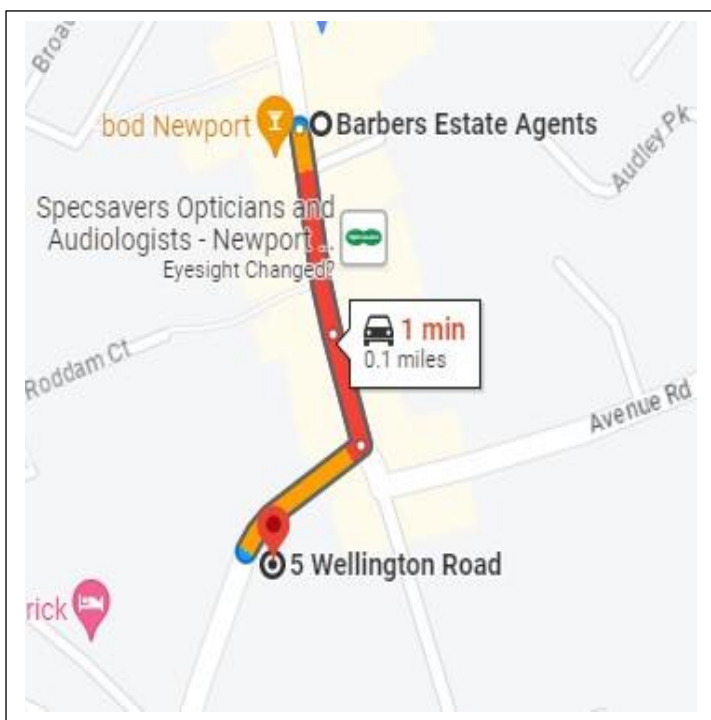 Broad
bod Newport
Barbers Estate Agents
Audley Pk
Specsavers Opticians and
Audiologists - Newport ..
Eyesight Changed?
1 min
0.1 miles
Roddam Ct
Avenue Rd
5 Wellington Road
rick